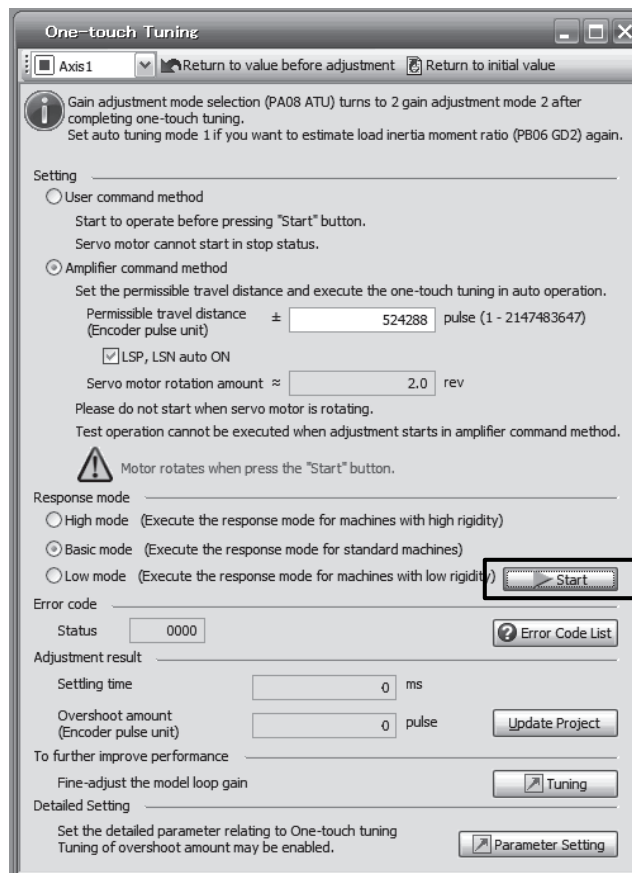 One-touch Tuning
Axis1 Return to value before adjustment Return to initial value
Gain adjustment mode selection (PA08 ATU) turns to 2 gain adjustment mode 2 after
completing one-touch tuning.
Set auto tuning mode 1 if you want to estimate load inertia moment ratio (PB06 GD2) again.
Setting
User command method
Start to operate before pressing "Start" button.
Servo motor cannot start in stop status.
Amplifier command method
Set the permissible travel distance and execute the one-touch tuning in auto operation.
Permissible travel distance ± 524288 pulse (1 - 2147483647)
(Encoder pulse unit)
LSP, LSN auto ON
Servo motor rotation amount ≈ 2.0 rev
Please do not start when servo motor is rotating.
Test operation cannot be executed when adjustment starts in amplifier command method.
Motor rotates when press the "Start" button.
Response mode
High mode (Execute the response mode for machines with high rigidity)
Basic mode (Execute the response mode for standard machines)
Low mode (Execute the response mode for machines with low rigidity) Start
Error code
Status 0000 Error Code List
Adjustment result
Settling time 0 ms
Overshoot amount 0 pulse Update Project
(Encoder pulse unit)
To further improve performance
Fine-adjust the model loop gain Tuning
Detailed Setting
Set the detailed parameter relating to One-touch tuning
Tuning of overshoot amount may be enabled. Parameter Setting